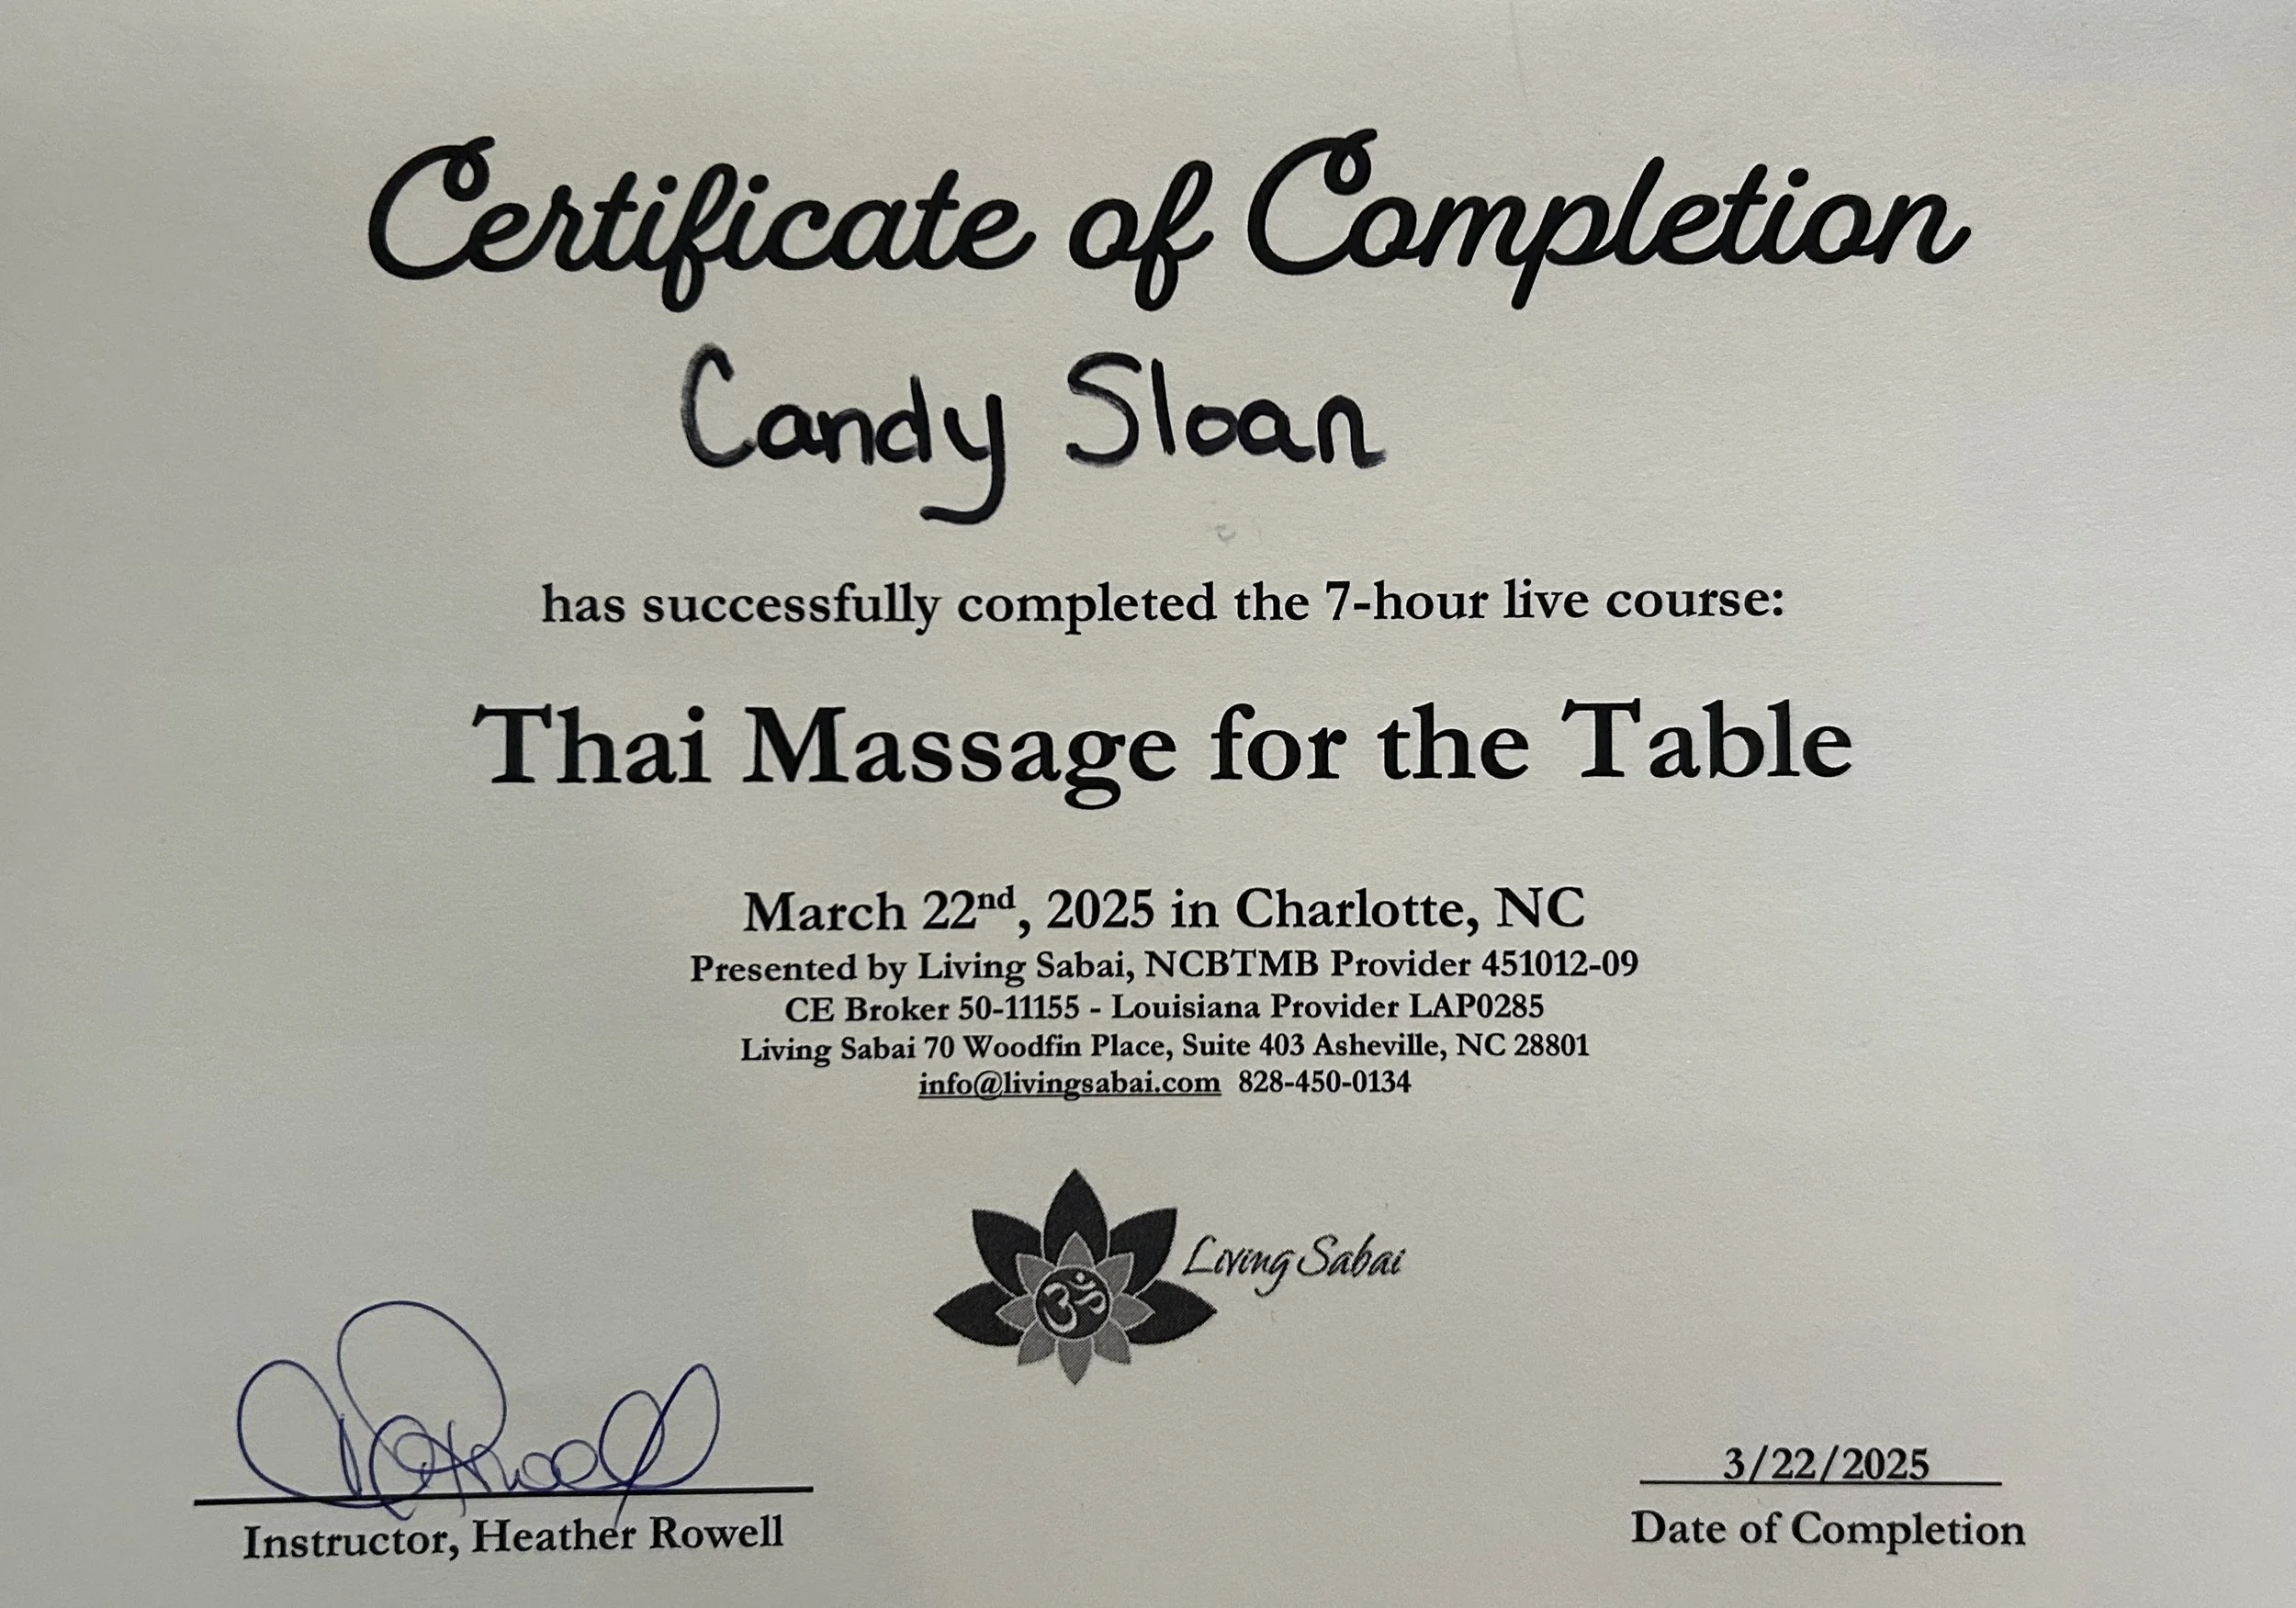 Certificate of Completion
Candy Sloan
has successfully completed the 7-hour live course:
Thai Massage for the Table
March 22nd, 2025 in Charlotte, NC
Presented by Living Sabai, NCBTMB Provider 451012-09
CE Broker 50-11155 - Louisiana Provider LAP0285
Living Sabai 70 Woodfin Place, Suite 403 Asheville, NC 28801
info@livingsabai.com 828-450-0134
Living Sabai
ॐ
3/22/2025
Instructor, Heather Rowell
Date of Completion